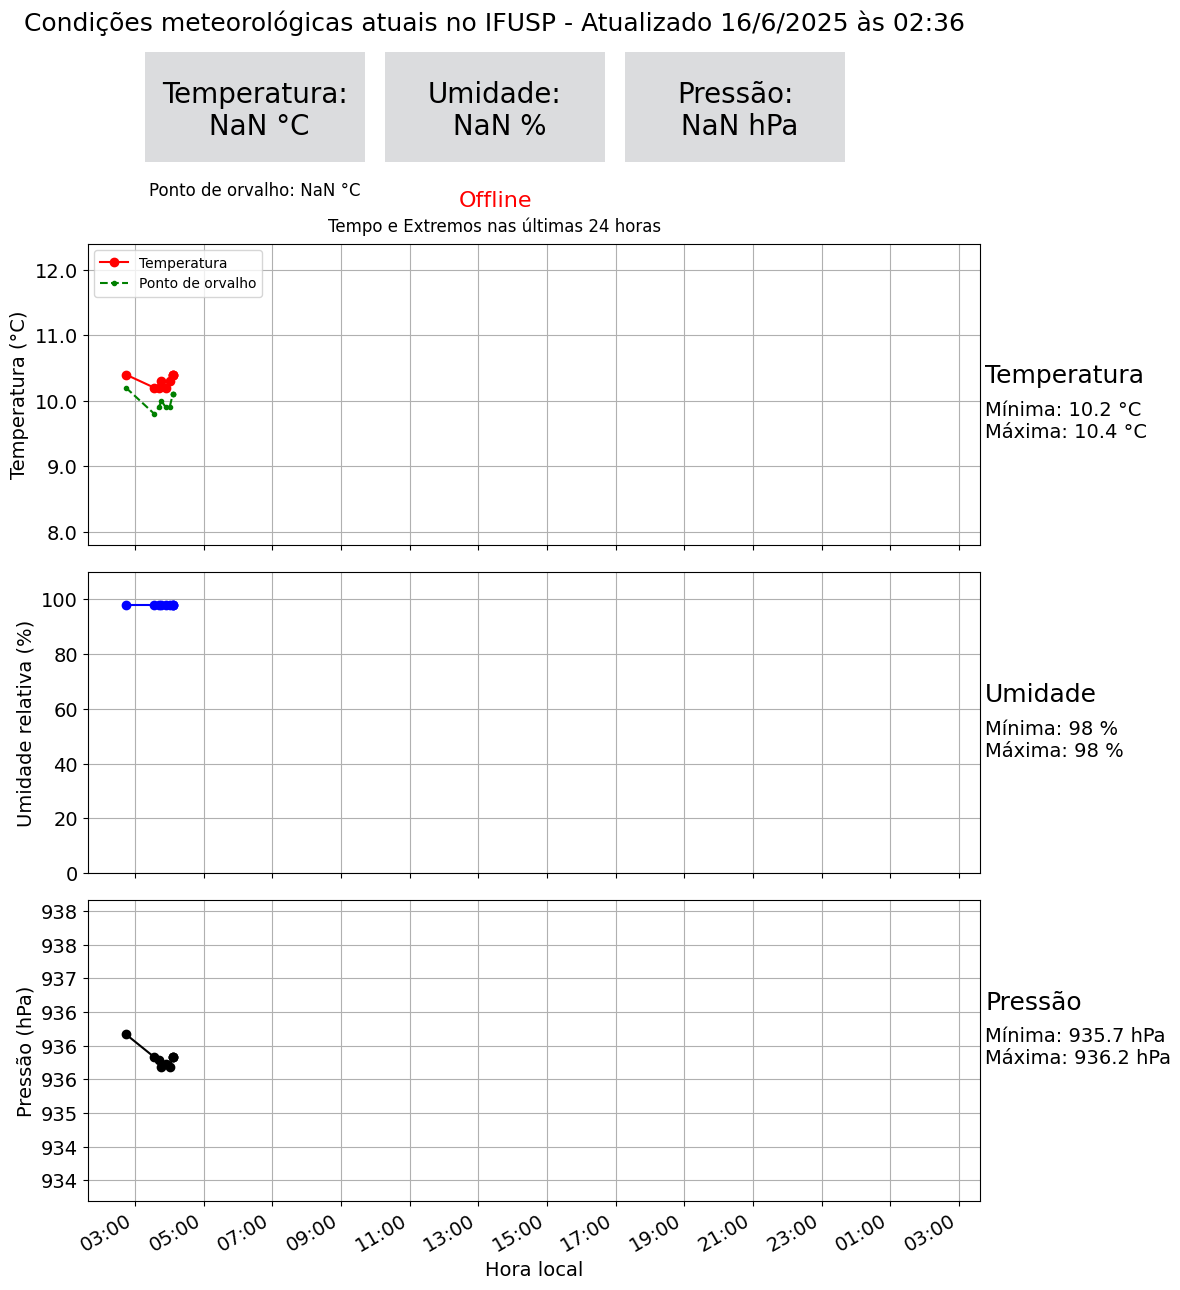 Condições meteorológicas atuais no IFUSP - Atualizado 16/6/2025 às 02:36
Temperatura:
NaN °C
Umidade:
NaN %
Pressão:
NaN hPa
Ponto de orvalho: NaN °C
Offline
Tempo e Extremos nas últimas 24 horas
Temperatura
Ponto de orvalho
Temperatura (°C)
12.0
11.0
10.0
9.0
8.0
Temperatura
Mínima: 10.2 °C
Máxima: 10.4 °C
Umidade relativa (%)
100
80
60
40
20
0
Umidade
Mínima: 98 %
Máxima: 98 %
Pressão (hPa)
938
938
937
936
936
936
935
934
934
Pressão
Mínima: 935.7 hPa
Máxima: 936.2 hPa
03:00 05:00 07:00 09:00 11:00 13:00 15:00 17:00 19:00 21:00 23:00 01:00 03:00
Hora local